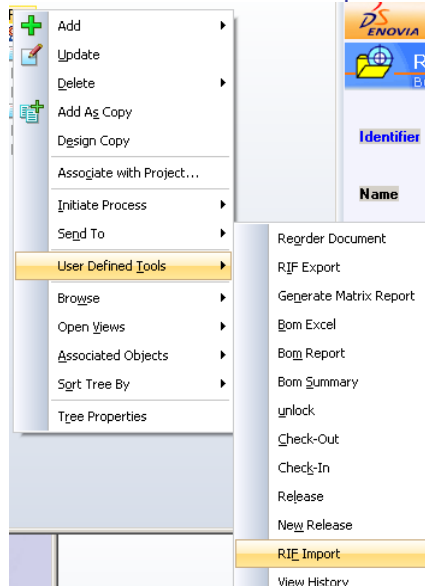 Add
Update
Delete
Add As Copy
Design Copy
Associate with Project...
Initiate Process
Send To
User Defined Tools
Browse
Open Views
Associated Objects
Sort Tree By
Tree Properties
ENOVIA
Identifier
Name
Reorder Document
RIF Export
Generate Matrix Report
Bom Excel
Bom Report
Bom Summary
unlock
Check-Out
Check-In
Release
New Release
RIF Import
View History